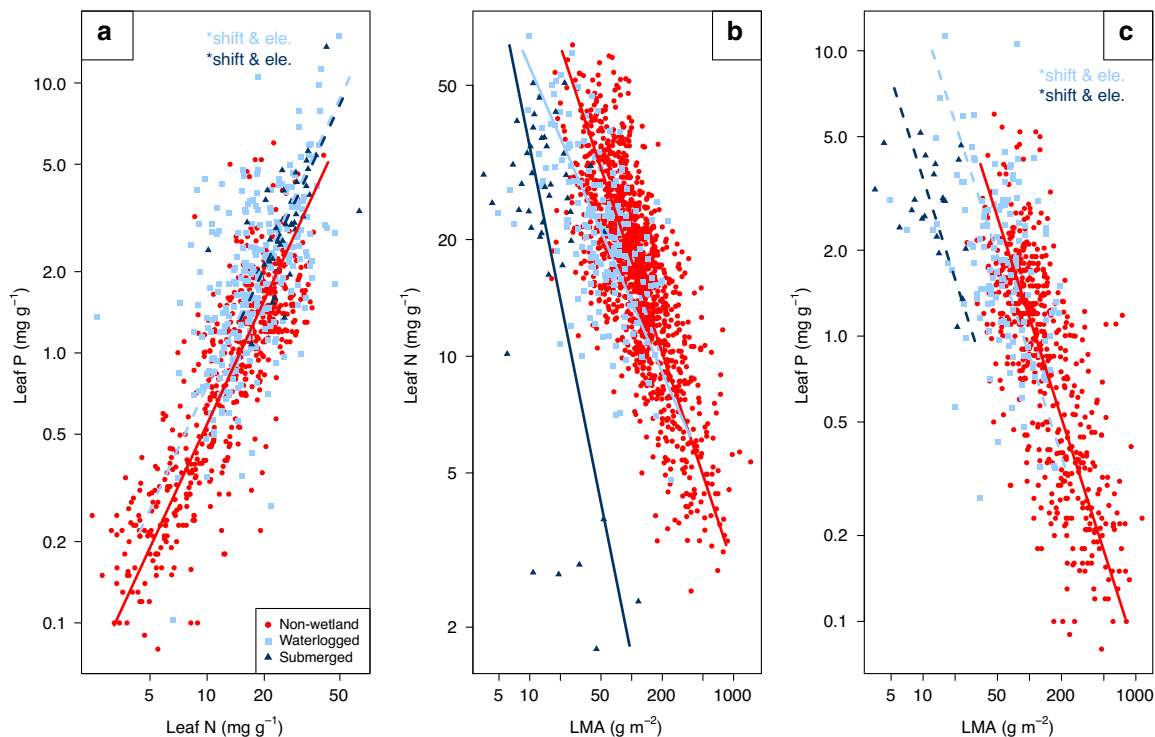 a
*shift & ele.
*shift & ele.
Leaf P (mg g⁻¹)
10.0
5.0
2.0
1.0
0.5
0.2
0.1
Non-wetland
Waterlogged
Submerged
5 10 20 50
Leaf N (mg g⁻¹)
b
Leaf N (mg g⁻¹)
50
20
10
5
2
5 10 50 200 1000
LMA (g m⁻²)
c
*shift & ele.
*shift & ele.
Leaf P (mg g⁻¹)
10.0
5.0
2.0
1.0
0.5
0.2
0.1
5 10 50 200 1000
LMA (g m⁻²)